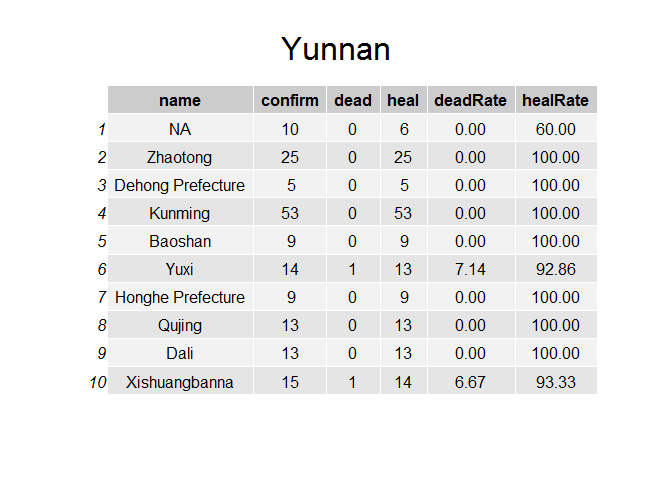 Yunnan
name confirm dead heal deadRate healRate
1 NA 10 0 6 0.00 60.00
2 Zhaotong 25 0 25 0.00 100.00
3 Dehong Prefecture 5 0 5 0.00 100.00
4 Kunming 53 0 53 0.00 100.00
5 Baoshan 9 0 9 0.00 100.00
6 Yuxi 14 1 13 7.14 92.86
7 Honghe Prefecture 9 0 9 0.00 100.00
8 Qujing 13 0 13 0.00 100.00
9 Dali 13 0 13 0.00 100.00
10 Xishuangbanna 15 1 14 6.67 93.33